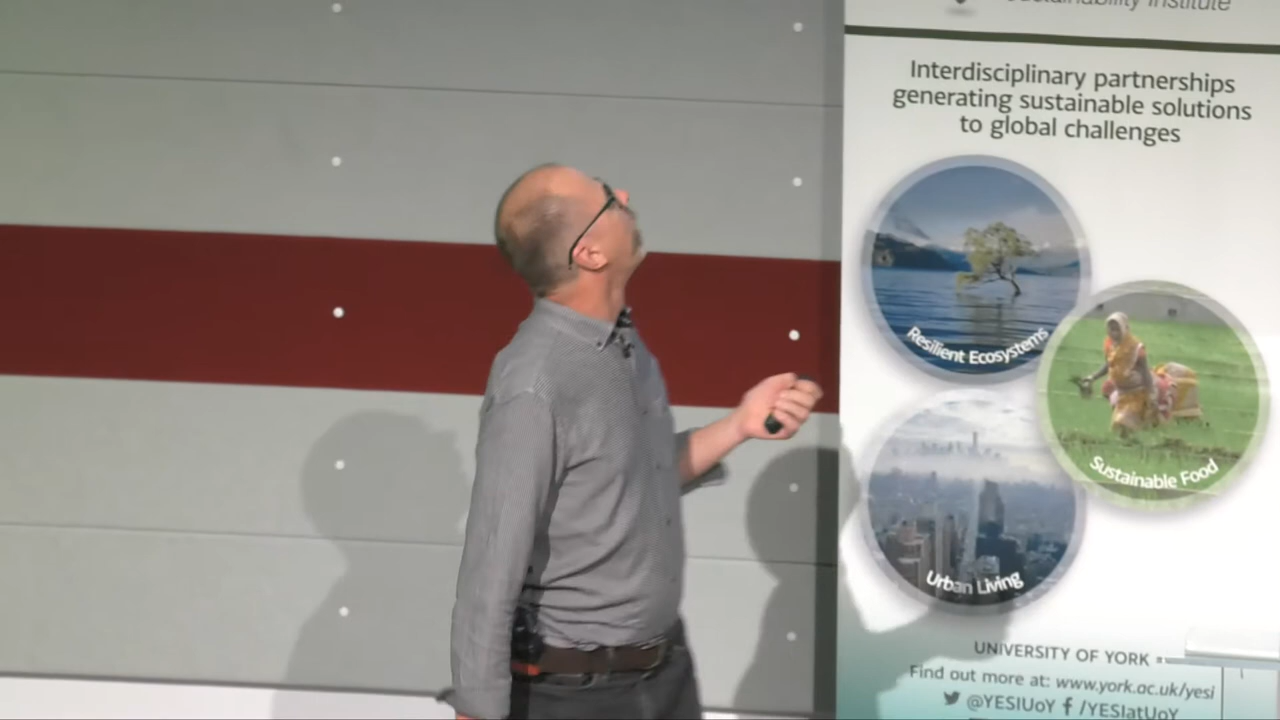 Sustainability Institute
Interdisciplinary partnerships
generating sustainable solutions
to global challenges
Resilient Ecosystems
Sustainable Food
Urban Living
UNIVERSITY OF YORK
Find out more at: www.york.ac.uk/yesi
@YESIUoY f /YESIatUoY